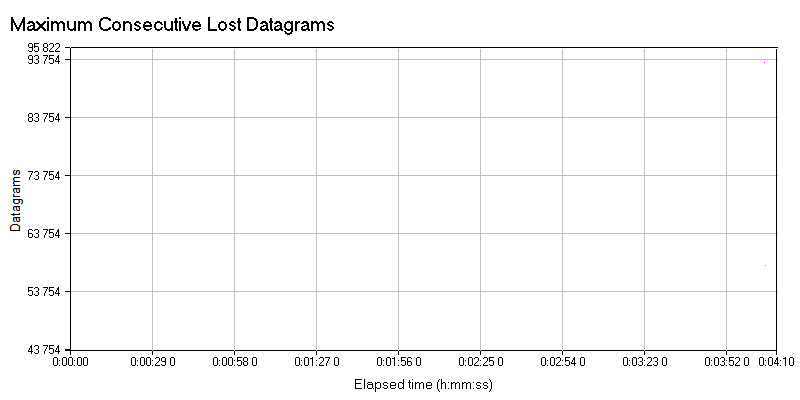 Maximum Consecutive Lost Datagrams
95 822
93 754
83 754
73 754
63 754
53 754
43 754
Datagrams
0:00:00 0:00:29 0 0:00:58 0 0:01:27 0 0:01:56 0 0:02:25 0 0:02:54 0 0:03:23 0 0:03:52 0 0:04:10
Elapsed time (h:mm:ss)